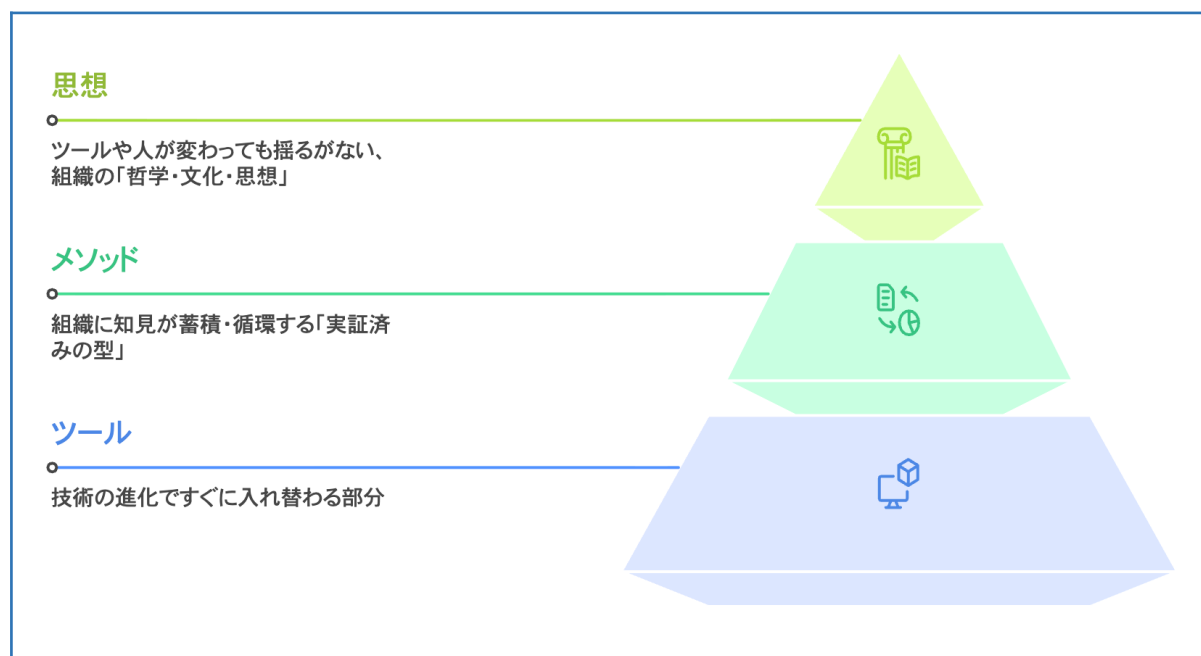 思想
ツールや人が変わっても揺るがない、
組織の「哲学・文化・思想」
メソッド
組織に知見が蓄積・循環する「実証済
みの型」
ツール
技術の進化ですぐに入れ替わる部分